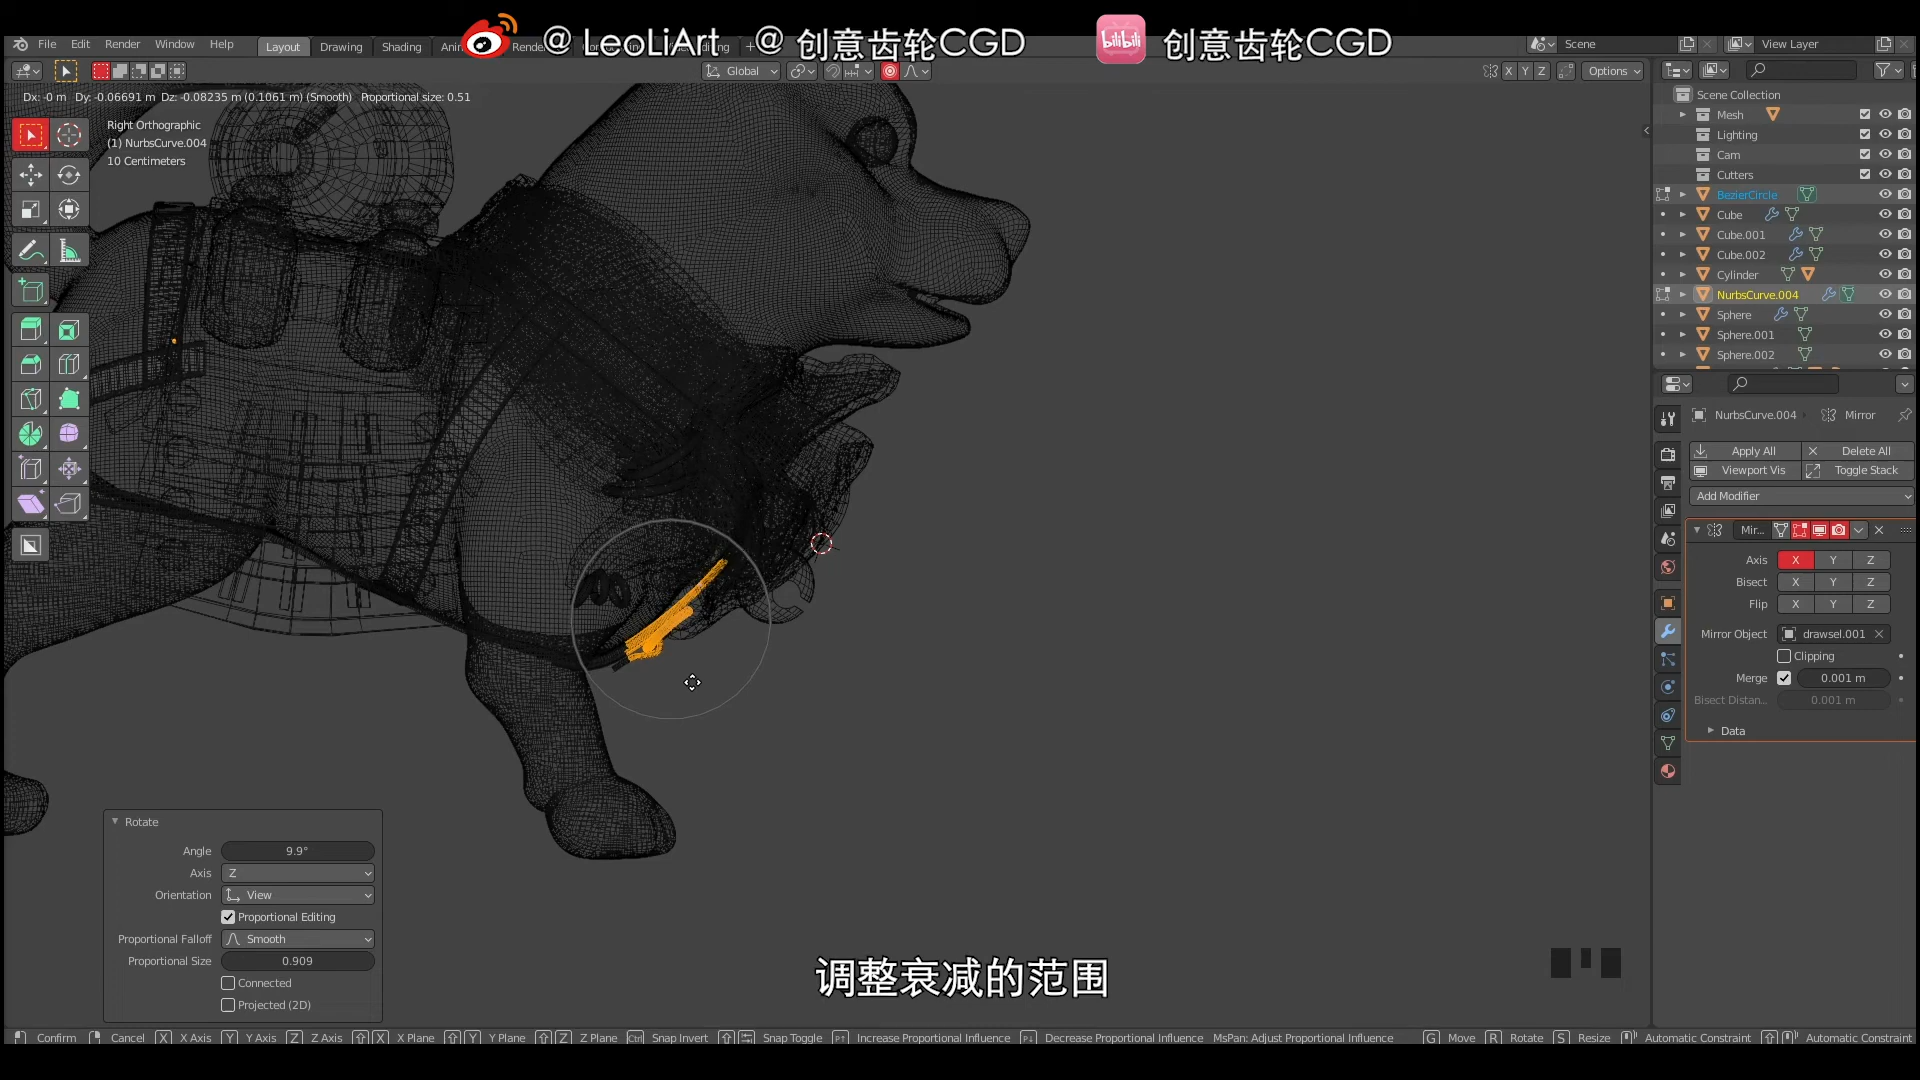 @ LeoLiArt @ 创意齿轮CGD 创意齿轮CGD
bilibili
File Edit Render Window Help Layout Drawing Shading
Scene View Layer
Global
X Y Z Options
Dx: -0 m Dy: -0.06691 m Dz: -0.08235 m (0.1061 m) (Smooth) Proportional size: 0.51
Right Orthographic
(1) NurbsCurve.004
10 Centimeters
Scene Collection
Mesh
Lighting
Cam
Cutters
BezierCircle
Cube
Cube.001
Cube.002
Cylinder
NurbsCurve.004
Sphere
Sphere.001
Sphere.002
NurbsCurve.004 Mirror
Apply All Delete All
Viewport Vis Toggle Stack
Add Modifier
Mir...
Axis X Y Z
Bisect X Y Z
Flip X Y Z
Mirror Object drawsel.001
Clipping
Merge 0.001 m
Bisect Distan... 0.001 m
Data
Rotate
Angle 9.9°
Axis Z
Orientation View
Proportional Editing
Proportional Falloff Smooth
Proportional Size 0.909
Connected
Projected (2D)
调整衰减的范围
Confirm Cancel X X Axis Y Y Axis Z Z Axis X X Plane Y Y Plane Z Z Plane Ctrl Snap Invert Snap Toggle Increase Proportional Influence Decrease Proportional Influence MsPan: Adjust Proportional Influence G Move R Rotate S Resize Automatic Constraint Automatic Constraint